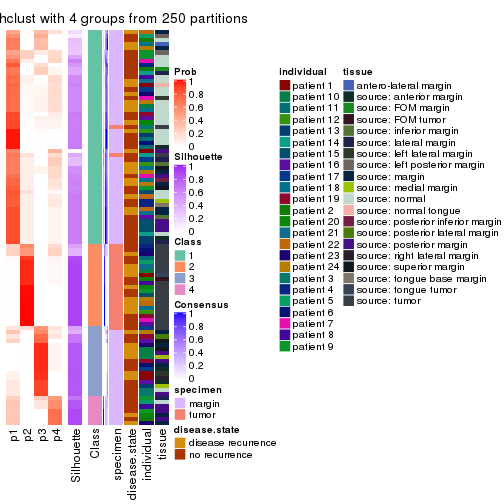 hclust with 4 groups from 250 partitions
Prob
1
0.8
0.6
0.4
0.2
0
Silhouette
1
0.8
0.6
0.4
0.2
0
Class
1
2
3
4
Consensus
1
0.8
0.6
0.4
0.2
0
specimen
margin
tumor
disease.state
disease recurrence
no recurrence
individual
patient 1
patient 10
patient 11
patient 12
patient 13
patient 14
patient 15
patient 16
patient 17
patient 18
patient 19
patient 2
patient 20
patient 21
patient 22
patient 23
patient 24
patient 3
patient 4
patient 5
patient 6
patient 7
patient 8
patient 9
tissue
antero-lateral margin
source: anterior margin
source: FOM margin
source: FOM tumor
source: inferior margin
source: lateral margin
source: left lateral margin
source: left posterior margin
source: margin
source: medial margin
source: normal
source: normal tongue
source: posterior inferior margin
source: posterior lateral margin
source: posterior margin
source: right lateral margin
source: superior margin
source: tongue base margin
source: tongue tumor
source: tumor
p1
p2
p3
p4
Silhouette
Class
specimen
disease.state
individual
tissue